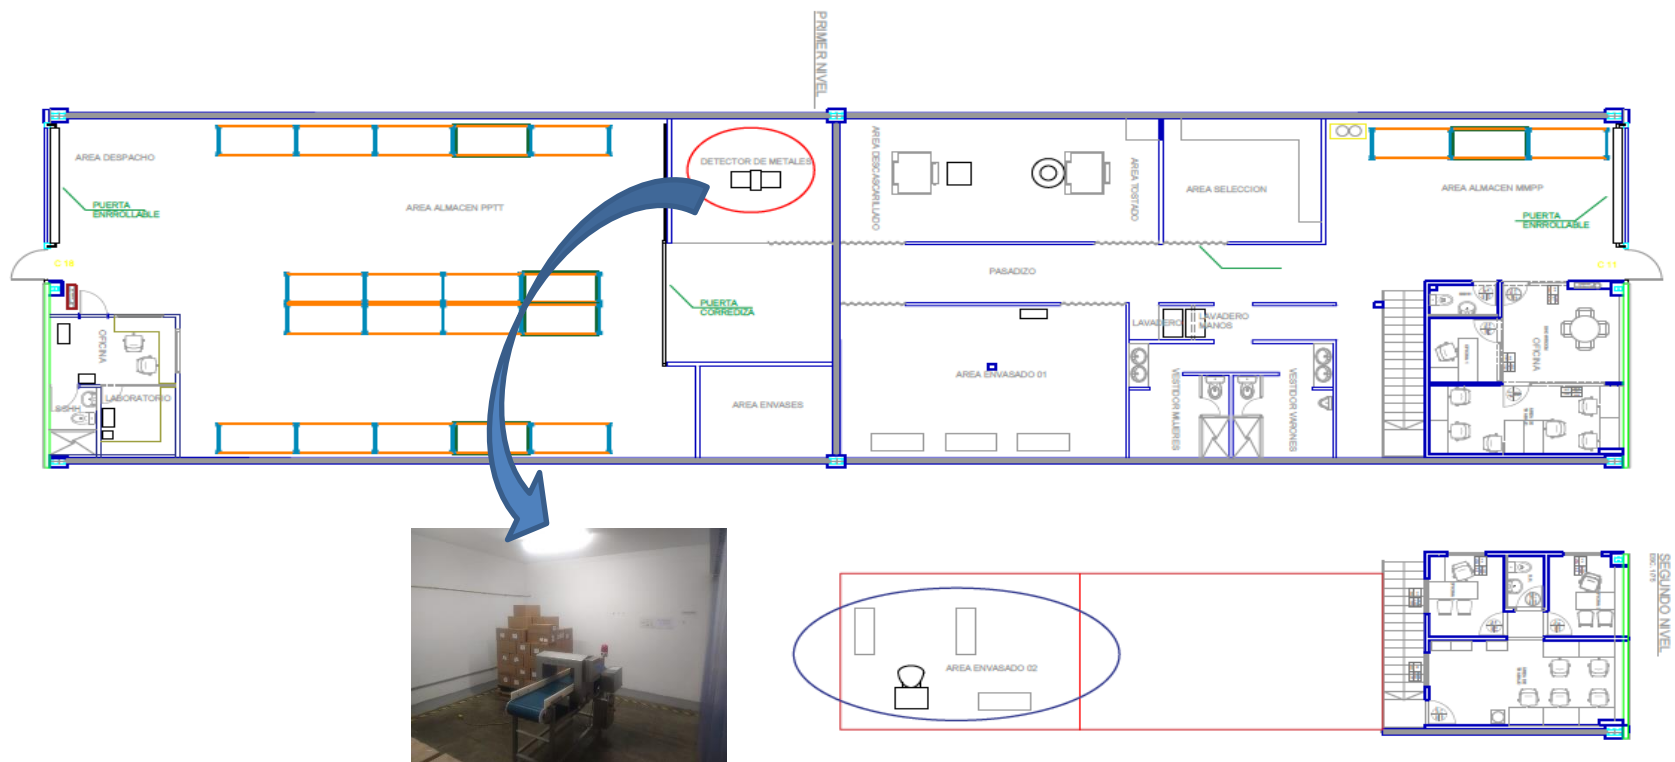 PRIMER NIVEL
AREA DESPACHO
PUERTA
ENRROLLABLE
AREA ALMACEN PPTT
DETECTOR DE METALES
AREA DESCASCARILLADO
AREA TOSTADO
AREA SELECCION
AREA ALMACEN MMPP
PUERTA
ENRROLLABLE
C 11
PASADIZO
PUERTA
CORREDIZA
OFICINA
LABORATORIO
SSHH
AREA ENVASES
AREA ENVASADO 01
LAVADERO
LAVADERO
MANOS
VESTIDOR MUJERES
VESTIDOR VARONES
OFICINA
AREA ENVASADO 02
SEGUNDO NIVEL